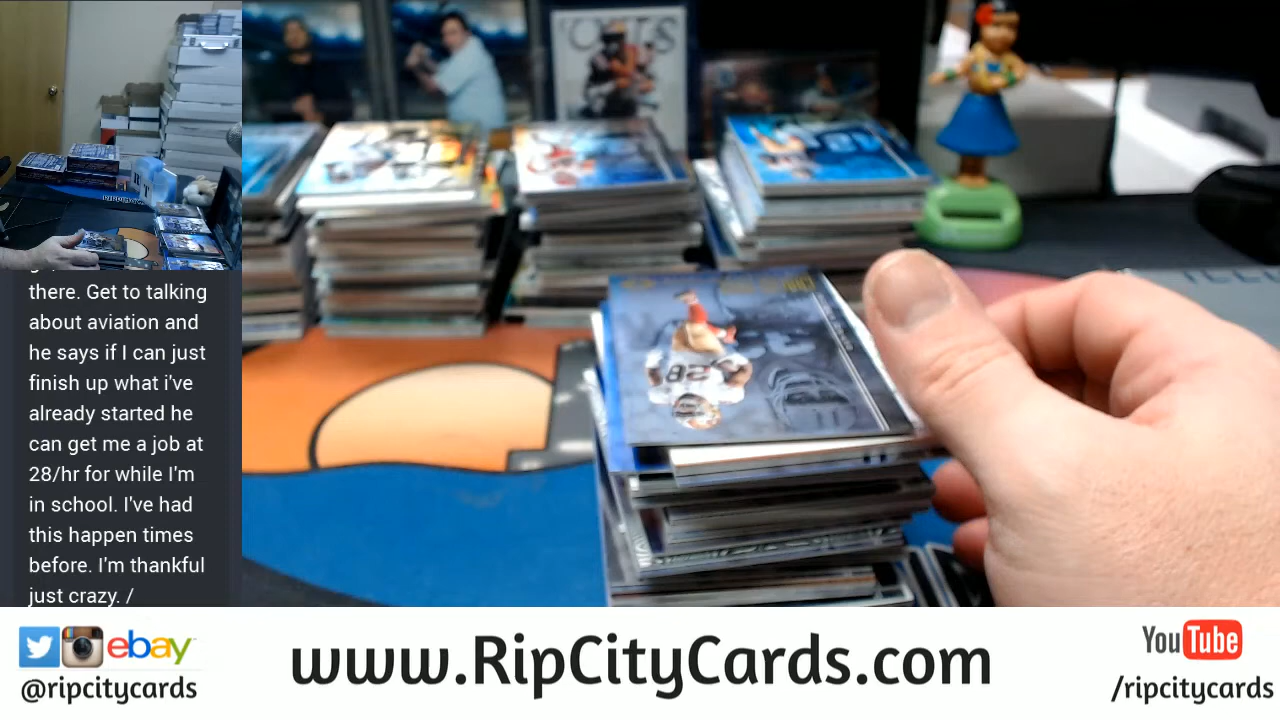 there. Get to talking
about aviation and
he says if I can just
finish up what i've
already started he
can get me a job at
28/hr for while I'm
in school. I've had
this happen times
before. I'm thankful
just crazy. /
28
ebay
@ripcitycards
www.RipCityCards.com
YouTube
/ripcitycards